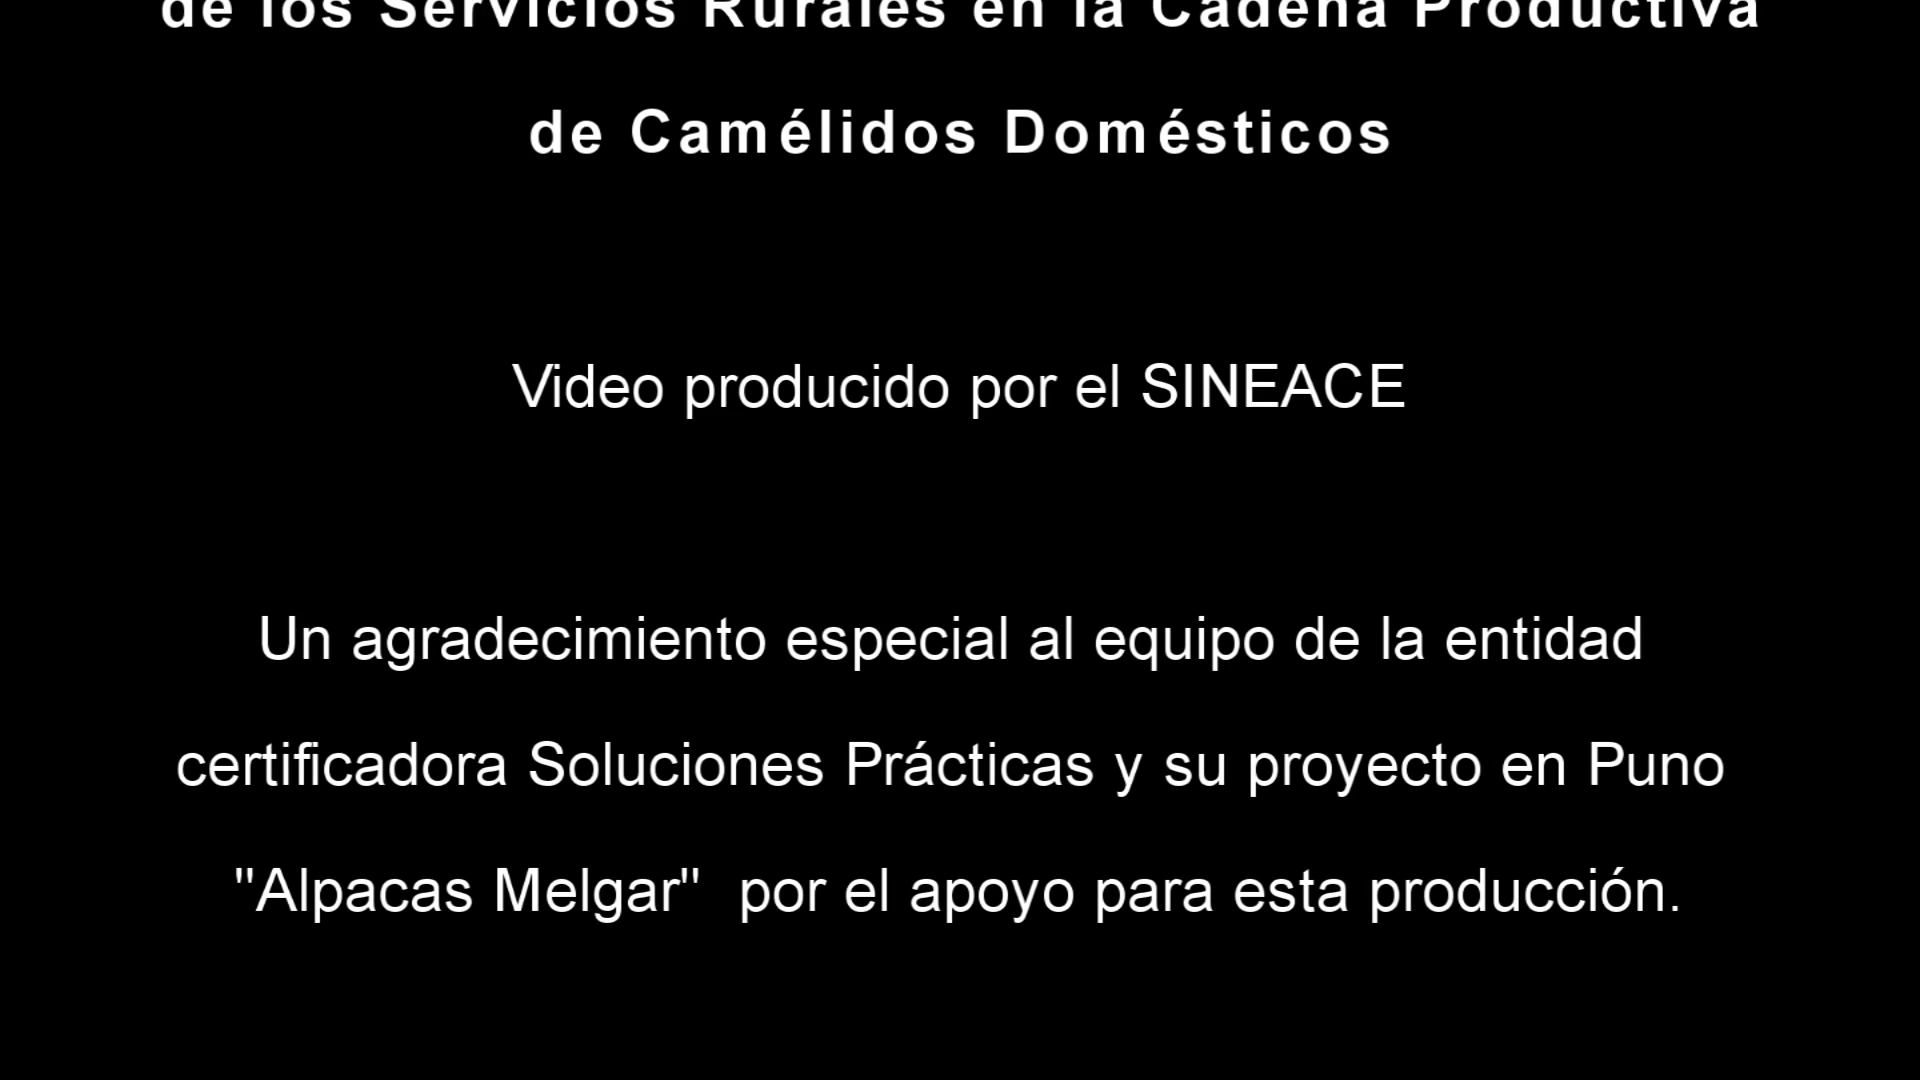 de los Servicios Rurales en la Cadena Productiva
de Camélidos Domésticos
Video producido por el SINEACE
Un agradecimiento especial al equipo de la entidad
certificadora Soluciones Prácticas y su proyecto en Puno
"Alpacas Melgar"  por el apoyo para esta producción.